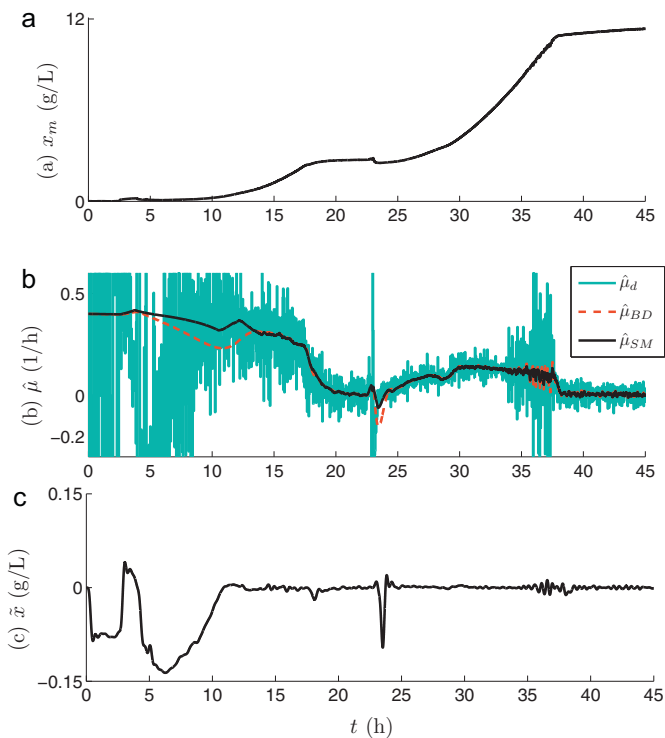 a
12
0
(a) x_m (g/L)
0 5 10 15 20 25 30 35 40 45
b
0.5
0
−0.2
(b) μ̂ (1/h)
μ̂_d
μ̂_BD
μ̂_SM
0 5 10 15 20 25 30 35 40 45
c
0.15
0
−0.15
(c) x̃ (g/L)
0 5 10 15 20 25 30 35 40 45
t (h)